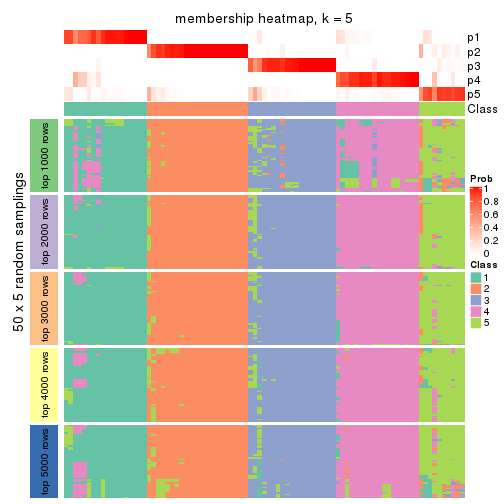 membership heatmap, k = 5
p1
p2
p3
p4
p5
Class
50 x 5 random samplings
top 1000 rows
top 2000 rows
top 3000 rows
top 4000 rows
top 5000 rows
Prob
1
0.8
0.6
0.4
0.2
0
Class
1
2
3
4
5